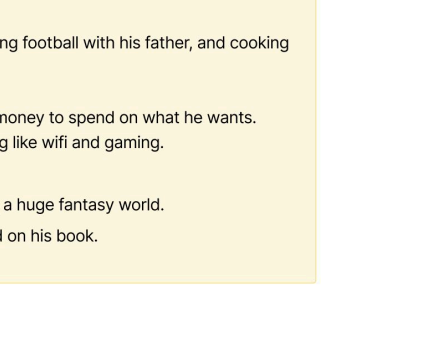 ng football with his father, and cooking
money to spend on what he wants.
g like wifi and gaming.
a huge fantasy world.
on his book.